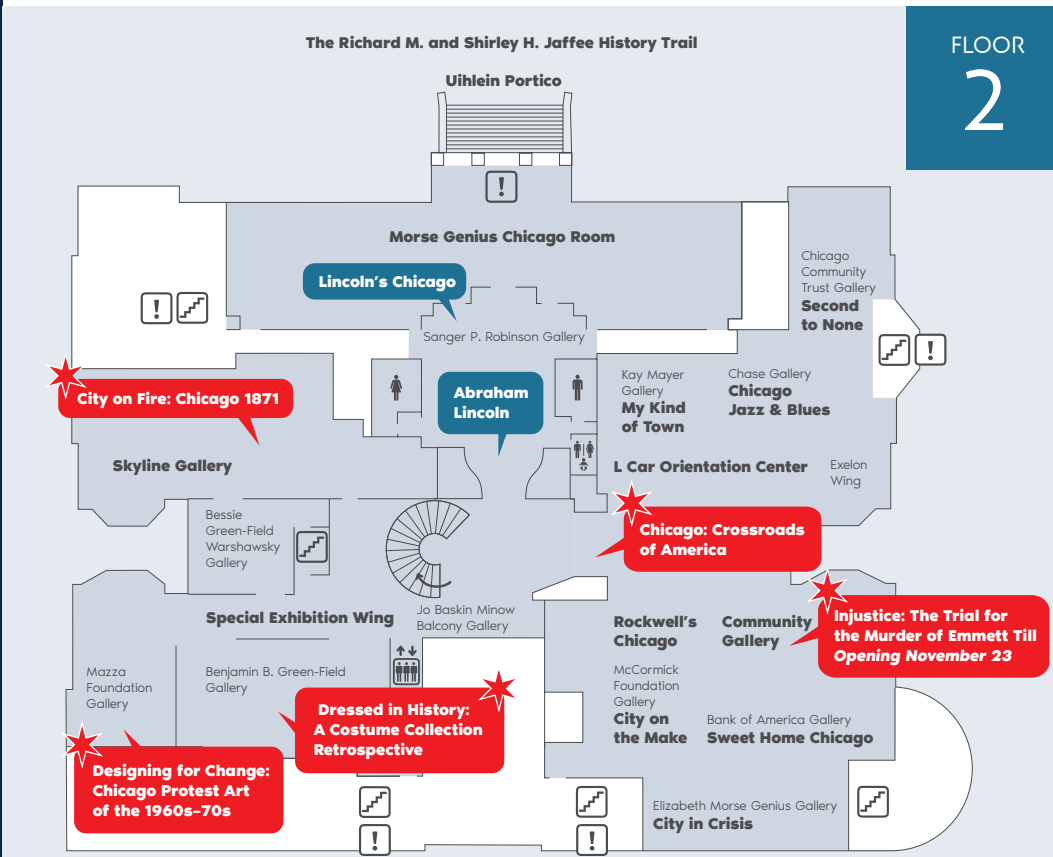 The Richard M. and Shirley H. Jaffee History Trail
FLOOR
2
Uihlein Portico
!
Morse Genius Chicago Room
Lincoln's Chicago
Sanger P. Robinson Gallery
Chicago
Community
Trust Gallery
Second
to None
!
!
City on Fire: Chicago 1871
Abraham
Lincoln
Kay Mayer
Gallery
My Kind
of Town
Chase Gallery
Chicago
Jazz & Blues
Skyline Gallery
L Car Orientation Center
Exelon
Wing
Bessie
Green-Field
Warshawsky
Gallery
Chicago: Crossroads
of America
Special Exhibition Wing
Jo Baskin Minow
Balcony Gallery
Rockwell's
Chicago
Community
Gallery
Injustice: The Trial for
the Murder of Emmett Till
Opening November 23
Mazza
Foundation
Gallery
Benjamin B. Green-Field
Gallery
McCormick
Foundation
Gallery
City on
the Make
Bank of America Gallery
Sweet Home Chicago
Dressed in History:
A Costume Collection
Retrospective
Designing for Change:
Chicago Protest Art
of the 1960s–70s
Elizabeth Morse Genius Gallery
City in Crisis
!
!